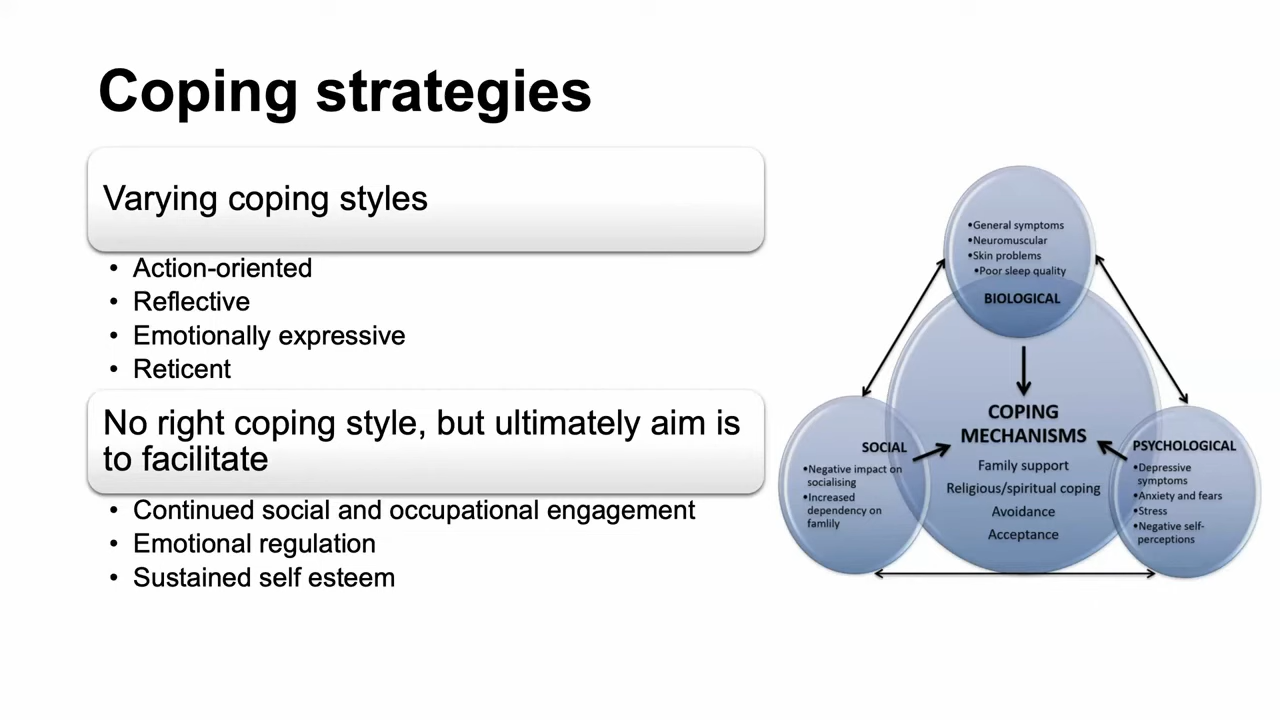 Coping strategies
Varying coping styles
• Action-oriented
• Reflective
• Emotionally expressive
• Reticent
No right coping style, but ultimately aim is
to facilitate
• Continued social and occupational engagement
• Emotional regulation
• Sustained self esteem
•General symptoms
•Neuromuscular
•Skin problems
•Poor sleep quality
BIOLOGICAL
COPING
MECHANISMS
Family support
Religious/spiritual coping
Avoidance
Acceptance
SOCIAL
•Negative impact on
socialising
•Increased
dependency on
famlily
PSYCHOLOGICAL
•Depressive
symptoms
•Anxiety and fears
•Stress
•Negative self-
perceptions